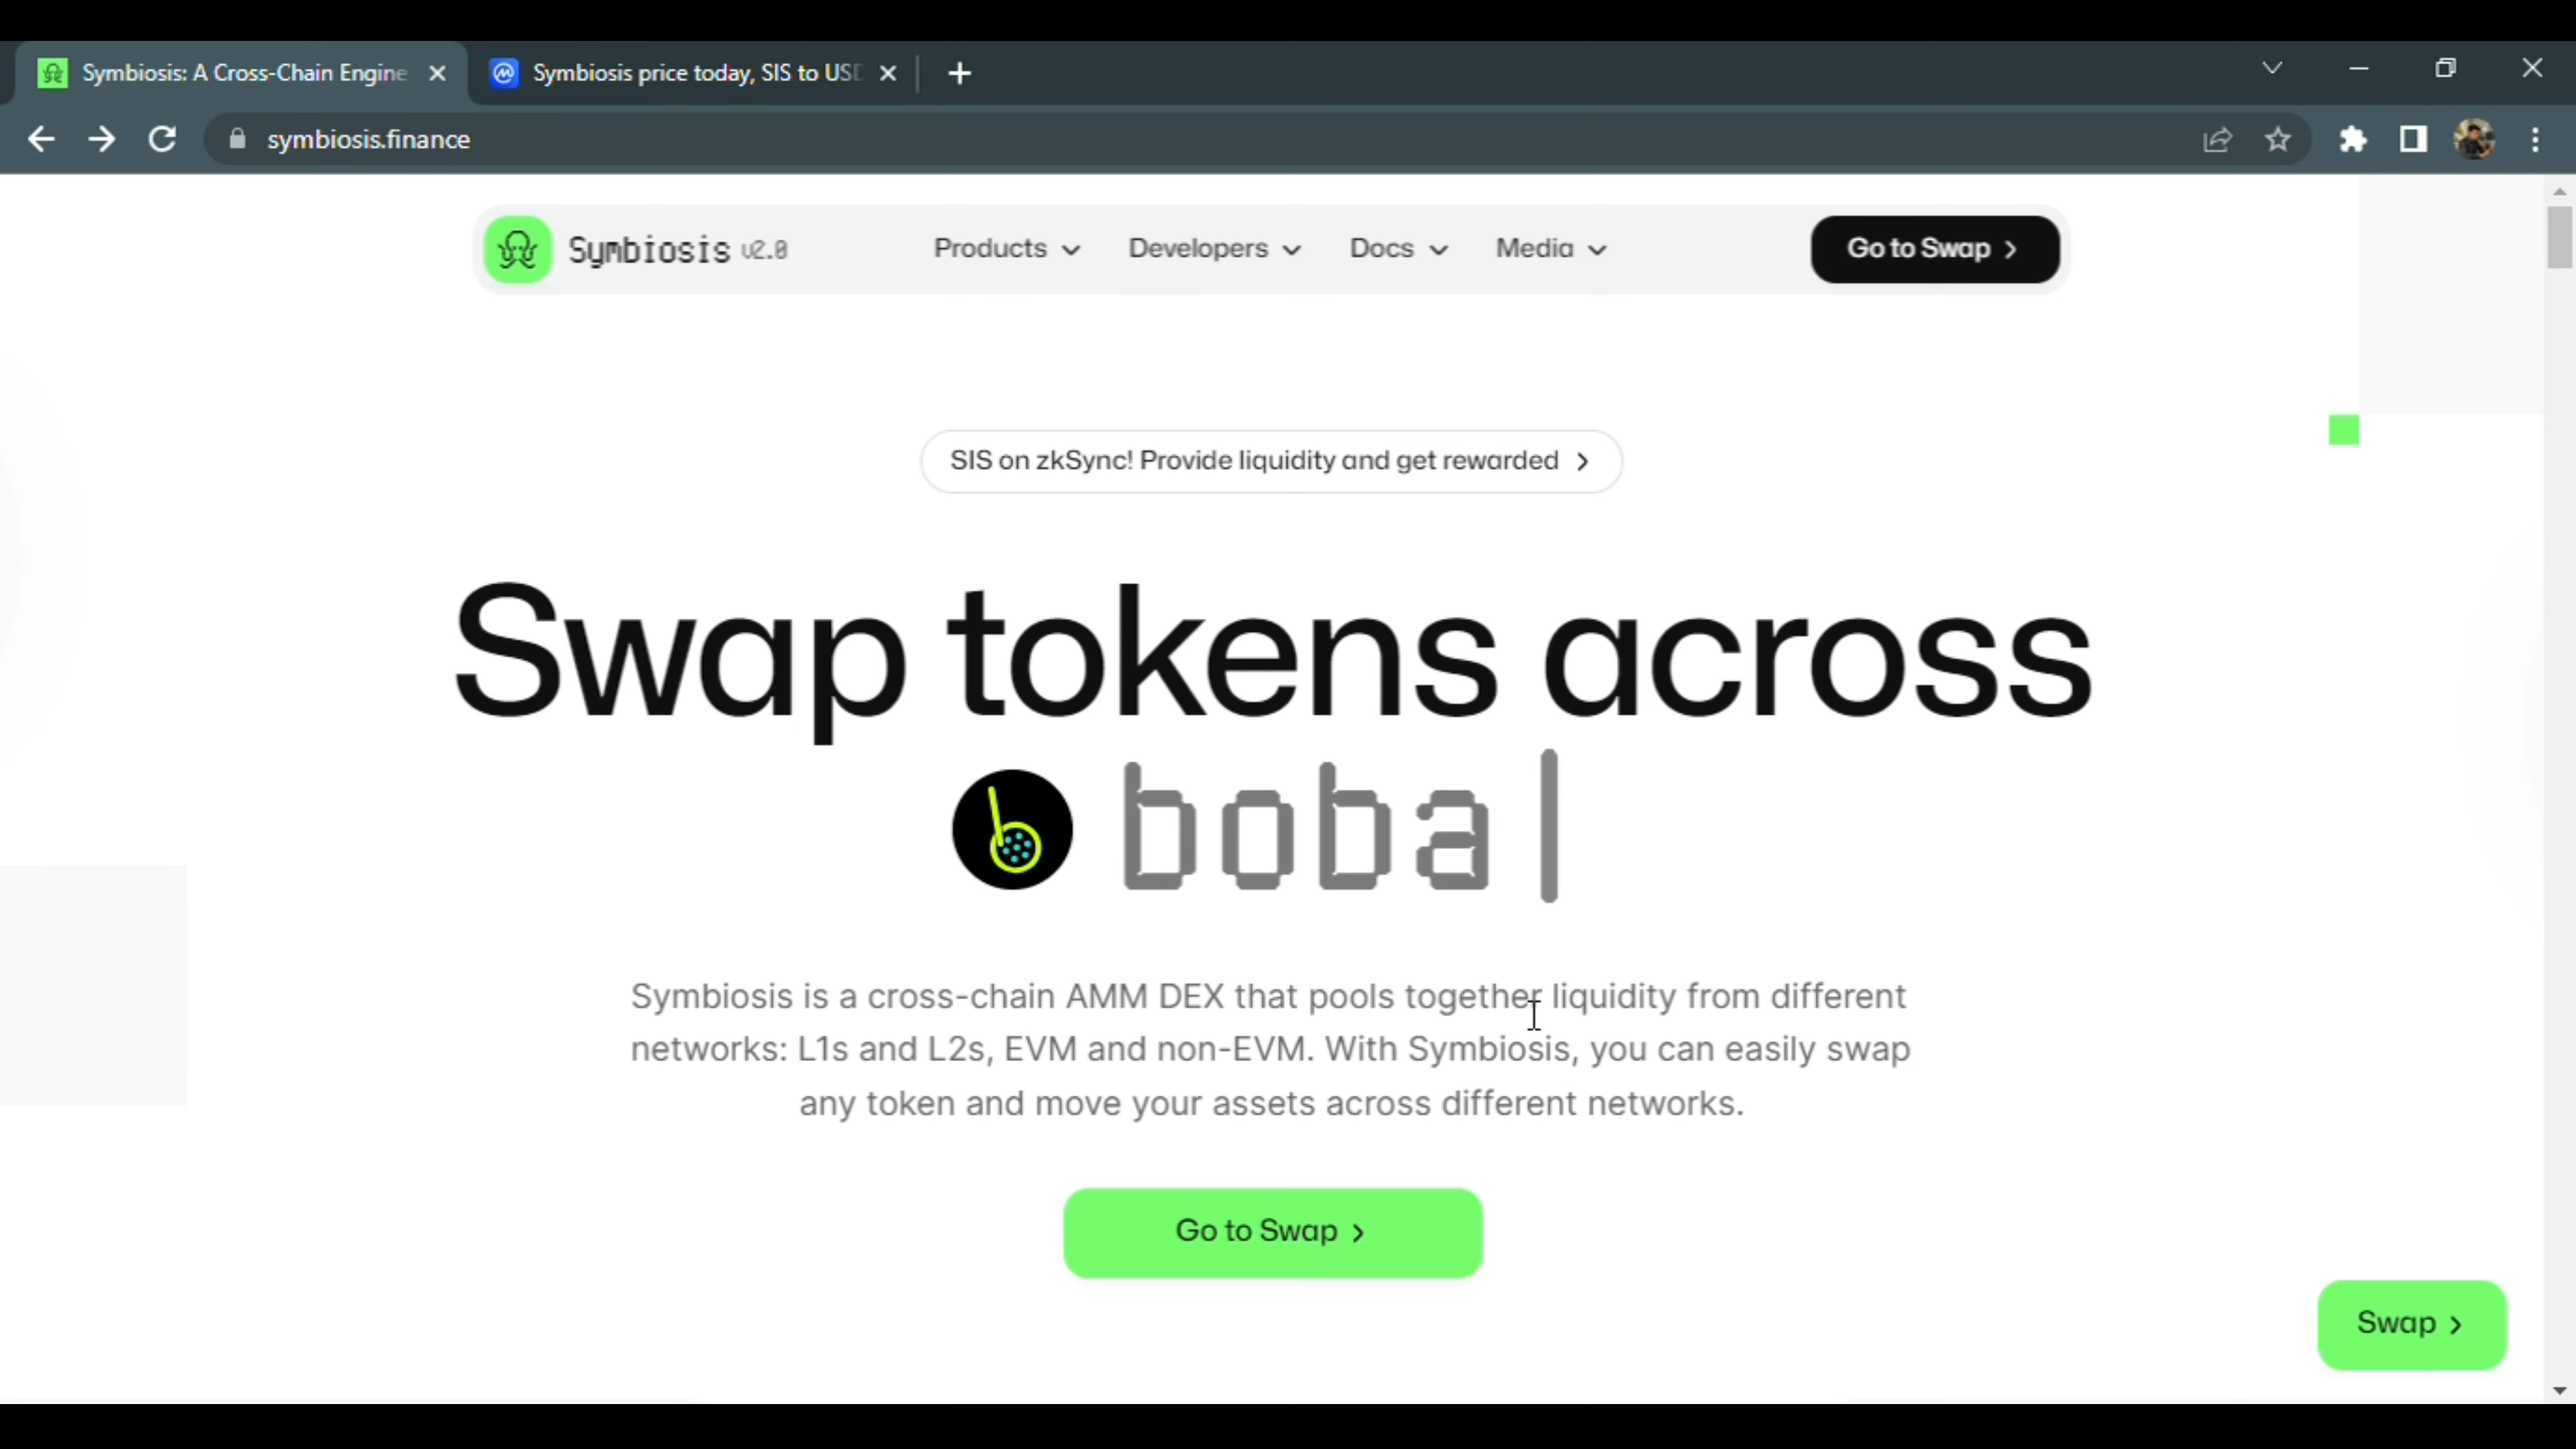 Symbiosis: A Cross-Chain Engine
Symbiosis price today, SIS to USD
symbiosis.finance
Symbiosis v2.0
Products
Developers
Docs
Media
Go to Swap
SIS on zkSync! Provide liquidity and get rewarded
Swap tokens across
boba
Symbiosis is a cross-chain AMM DEX that pools together liquidity from different
networks: L1s and L2s, EVM and non-EVM. With Symbiosis, you can easily swap
any token and move your assets across different networks.
Go to Swap
Swap